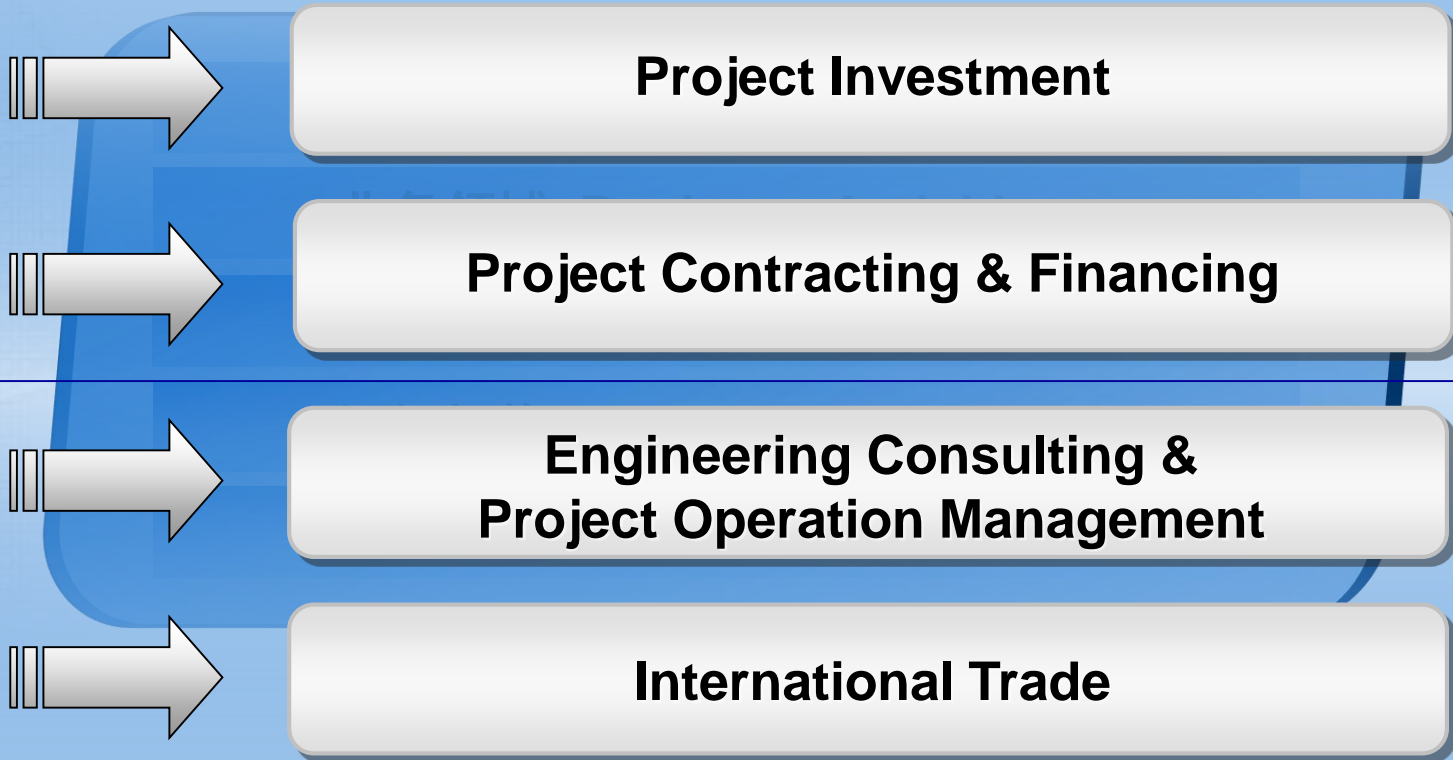 Project Investment
Project Contracting & Financing
Engineering Consulting &
Project Operation Management
International Trade